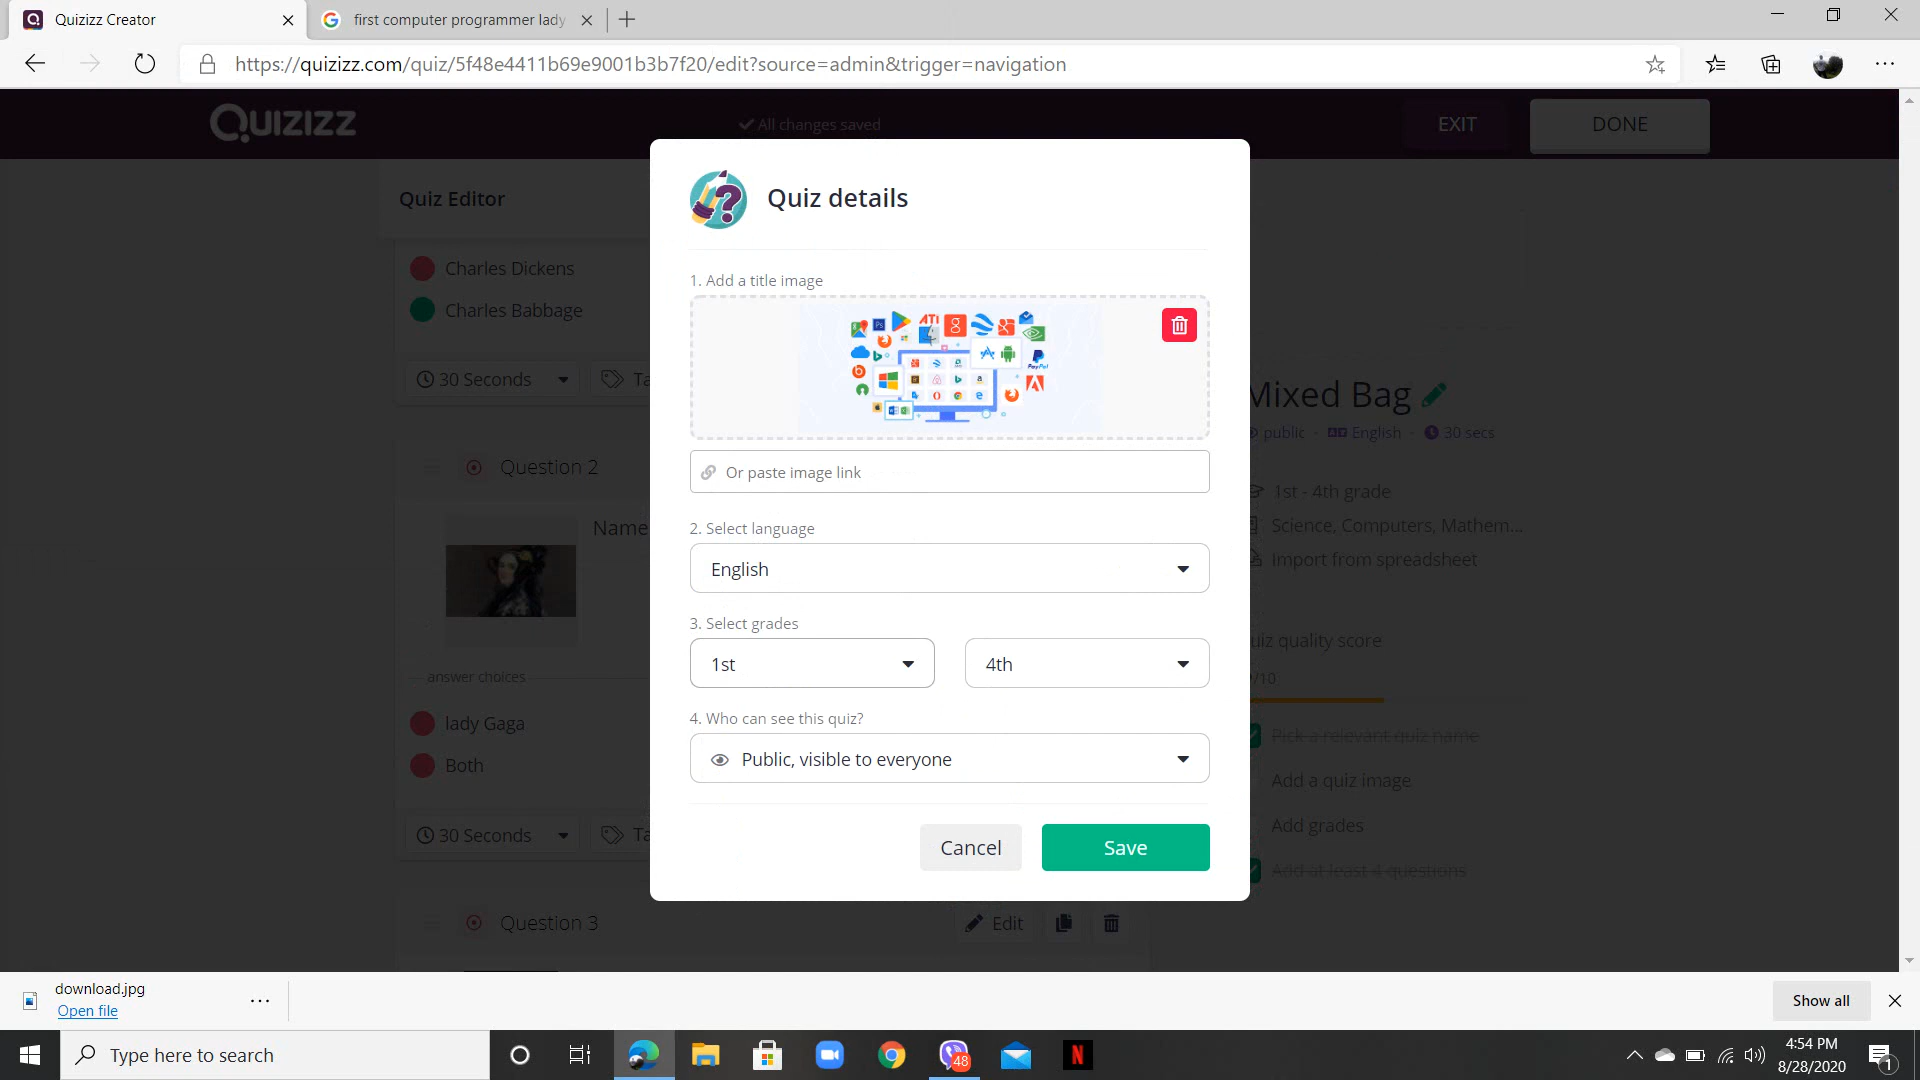 Quizizz Creator
first computer programmer lady
https://quizizz.com/quiz/5f48e4411b69e9001b3b7f20/edit?source=admin&trigger=navigation
Quizizz
All changes saved
EXIT
DONE
Quiz Editor
Charles Dickens
Charles Babbage
30 Seconds
Question 2
Name
answer choices
lady Gaga
Both
30 Seconds
Question 3
Edit
Quiz details
1. Add a title image
Or paste image link
2. Select language
English
3. Select grades
1st
4th
4. Who can see this quiz?
Public, visible to everyone
Cancel
Save
Mixed Bag
public
English
30 secs
1st - 4th grade
Science, Computers, Mathem...
Import from spreadsheet
quality score
/10
Pick a relevant quiz name
Add a quiz image
Add grades
Add at least 4 questions
download.jpg
Open file
Show all
Type here to search
48
N
4:54 PM
8/28/2020
1